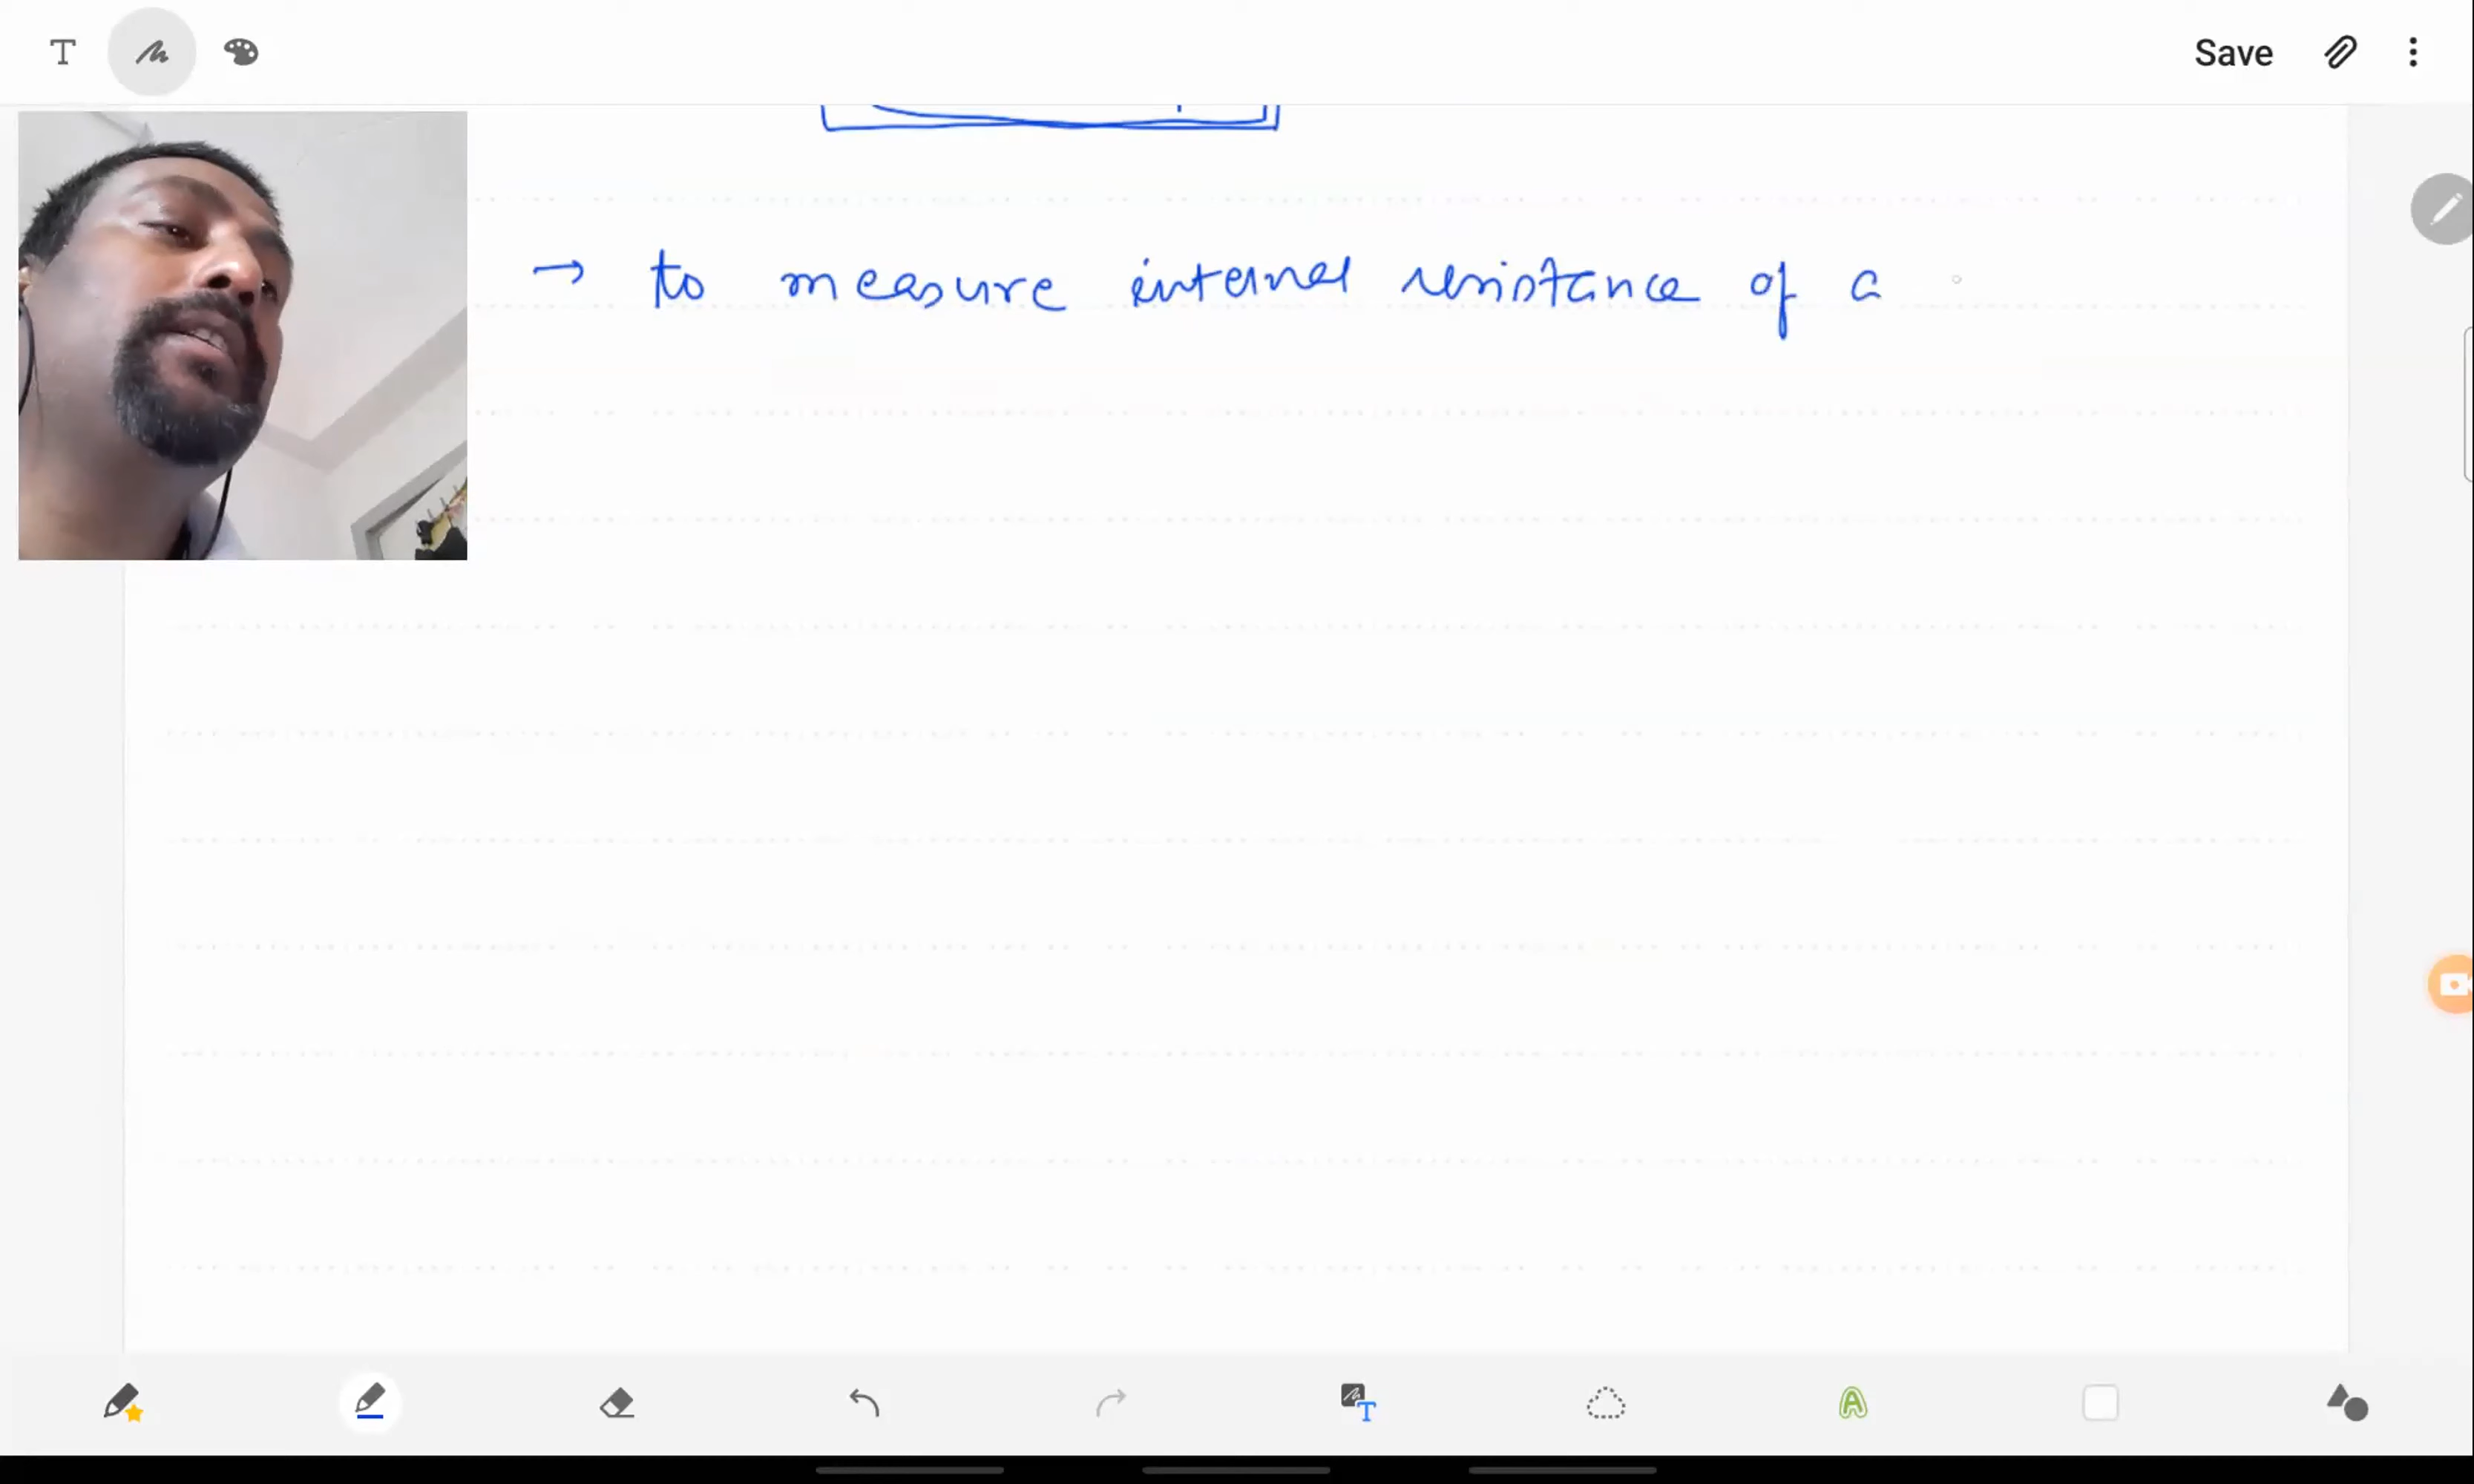 Save
→ to measure internal resistance of a